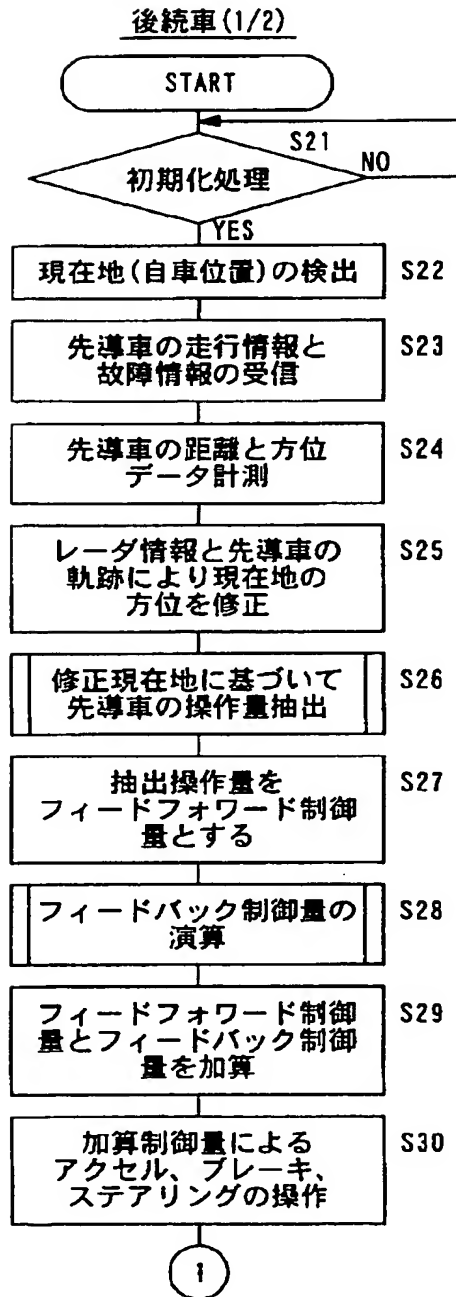 後続車(1/2)
START
S21
初期化処理
NO
YES
現在地(自車位置)の検出
S22
先導車の走行情報と
故障情報の受信
S23
先導車の距離と方位
データ計測
S24
レーダ情報と先導車の
軌跡により現在地の
方位を修正
S25
修正現在地に基づいて
先導車の操作量抽出
S26
抽出操作量を
フィードフォワード制御
量とする
S27
フィードバック制御量の
演算
S28
フィードフォワード制御
量とフィードバック制御
量を加算
S29
加算制御量による
アクセル、ブレーキ、
ステアリングの操作
S30
1